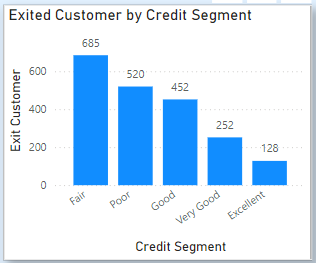 Exited Customer by Credit Segment
Exit Customer
600
400
200
0
685
520
452
252
128
Fair
Poor
Good
Very Good
Excellent
Credit Segment